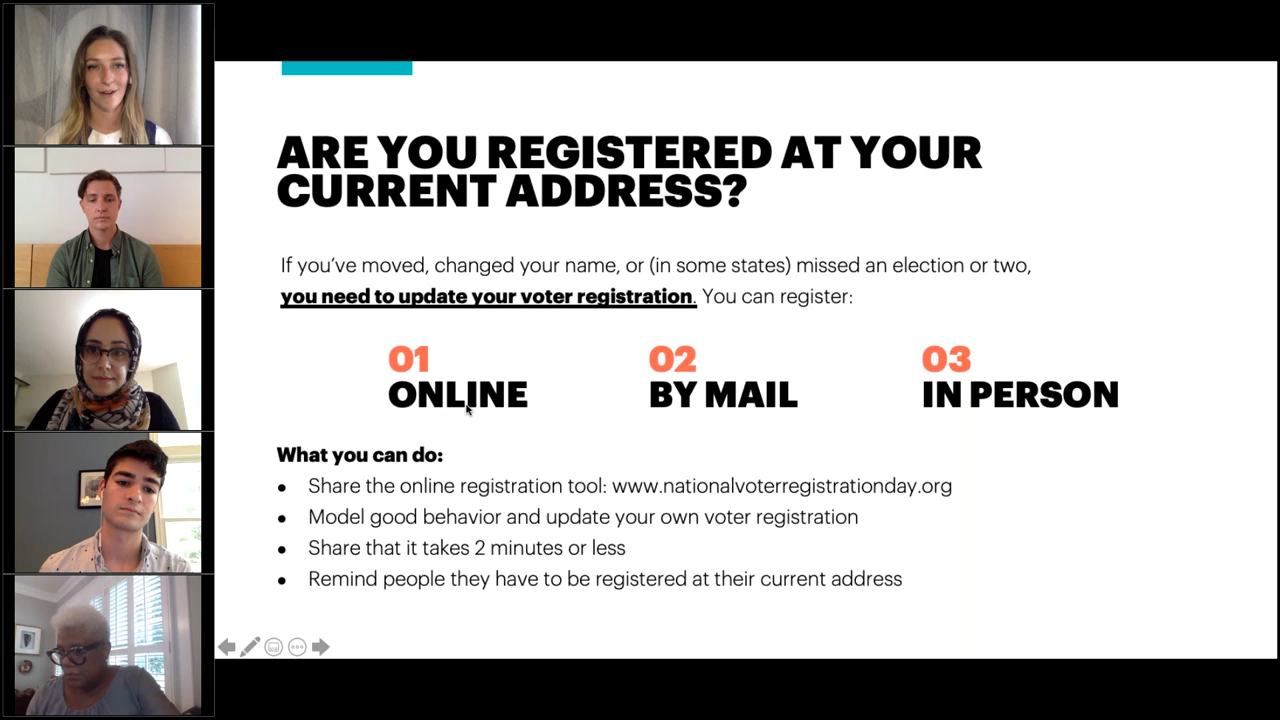 ARE YOU REGISTERED AT YOUR
CURRENT ADDRESS?
If you've moved, changed your name, or (in some states) missed an election or two,
you need to update your voter registration. You can register:
01
ONLINE
02
BY MAIL
03
IN PERSON
What you can do:
● Share the online registration tool: www.nationalvoterregistrationday.org
● Model good behavior and update your own voter registration
● Share that it takes 2 minutes or less
● Remind people they have to be registered at their current address